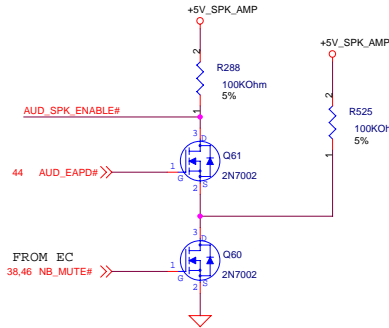 +5V_SPK_AMP
+5V_SPK_AMP
2
R288
100KOhm
5%
1
2
R525
100KOh
5%
1
AUD_SPK_ENABLE#
3
D
Q61
44 AUD_EAPD#
1
G
2N7002
S
2
3
D
FROM EC
Q60
38,46 NB_MUTE#
1
G
2N7002
S
2